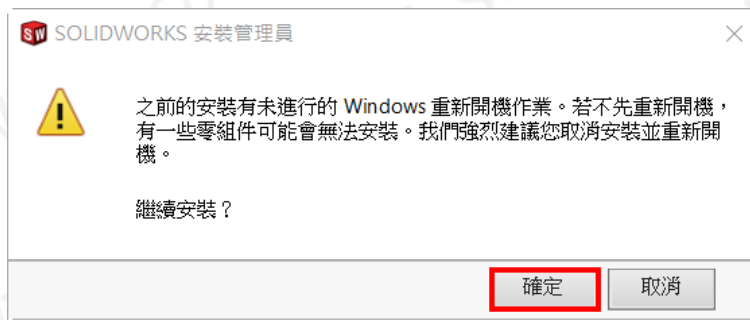 SW SOLIDWORKS 安裝管理員
之前的安裝有未進行的 Windows 重新開機作業。若不先重新開機，
有一些零組件可能會無法安裝。我們強烈建議您取消安裝並重新開
機。
繼續安裝？
確定
取消